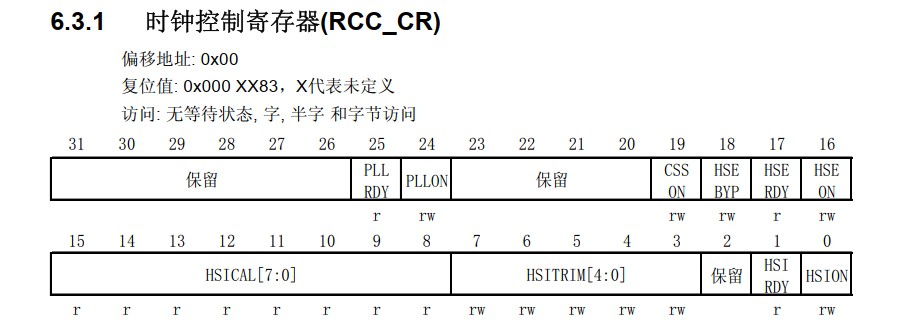 6.3.1 时钟控制寄存器(RCC_CR)
偏移地址: 0x00
复位值: 0x000 XX83，X代表未定义
访问: 无等待状态, 字, 半字 和字节访问
31 30 29 28 27 26 25 24 23 22 21 20 19 18 17 16
保留 PLL RDY PLLON 保留 CSS ON HSE BYP HSE RDY HSE ON
r rw rw rw r rw
15 14 13 12 11 10 9 8 7 6 5 4 3 2 1 0
HSICAL[7:0] HSITRIM[4:0] 保留 HSI RDY HSION
r r r r r r r r rw rw rw rw rw r rw